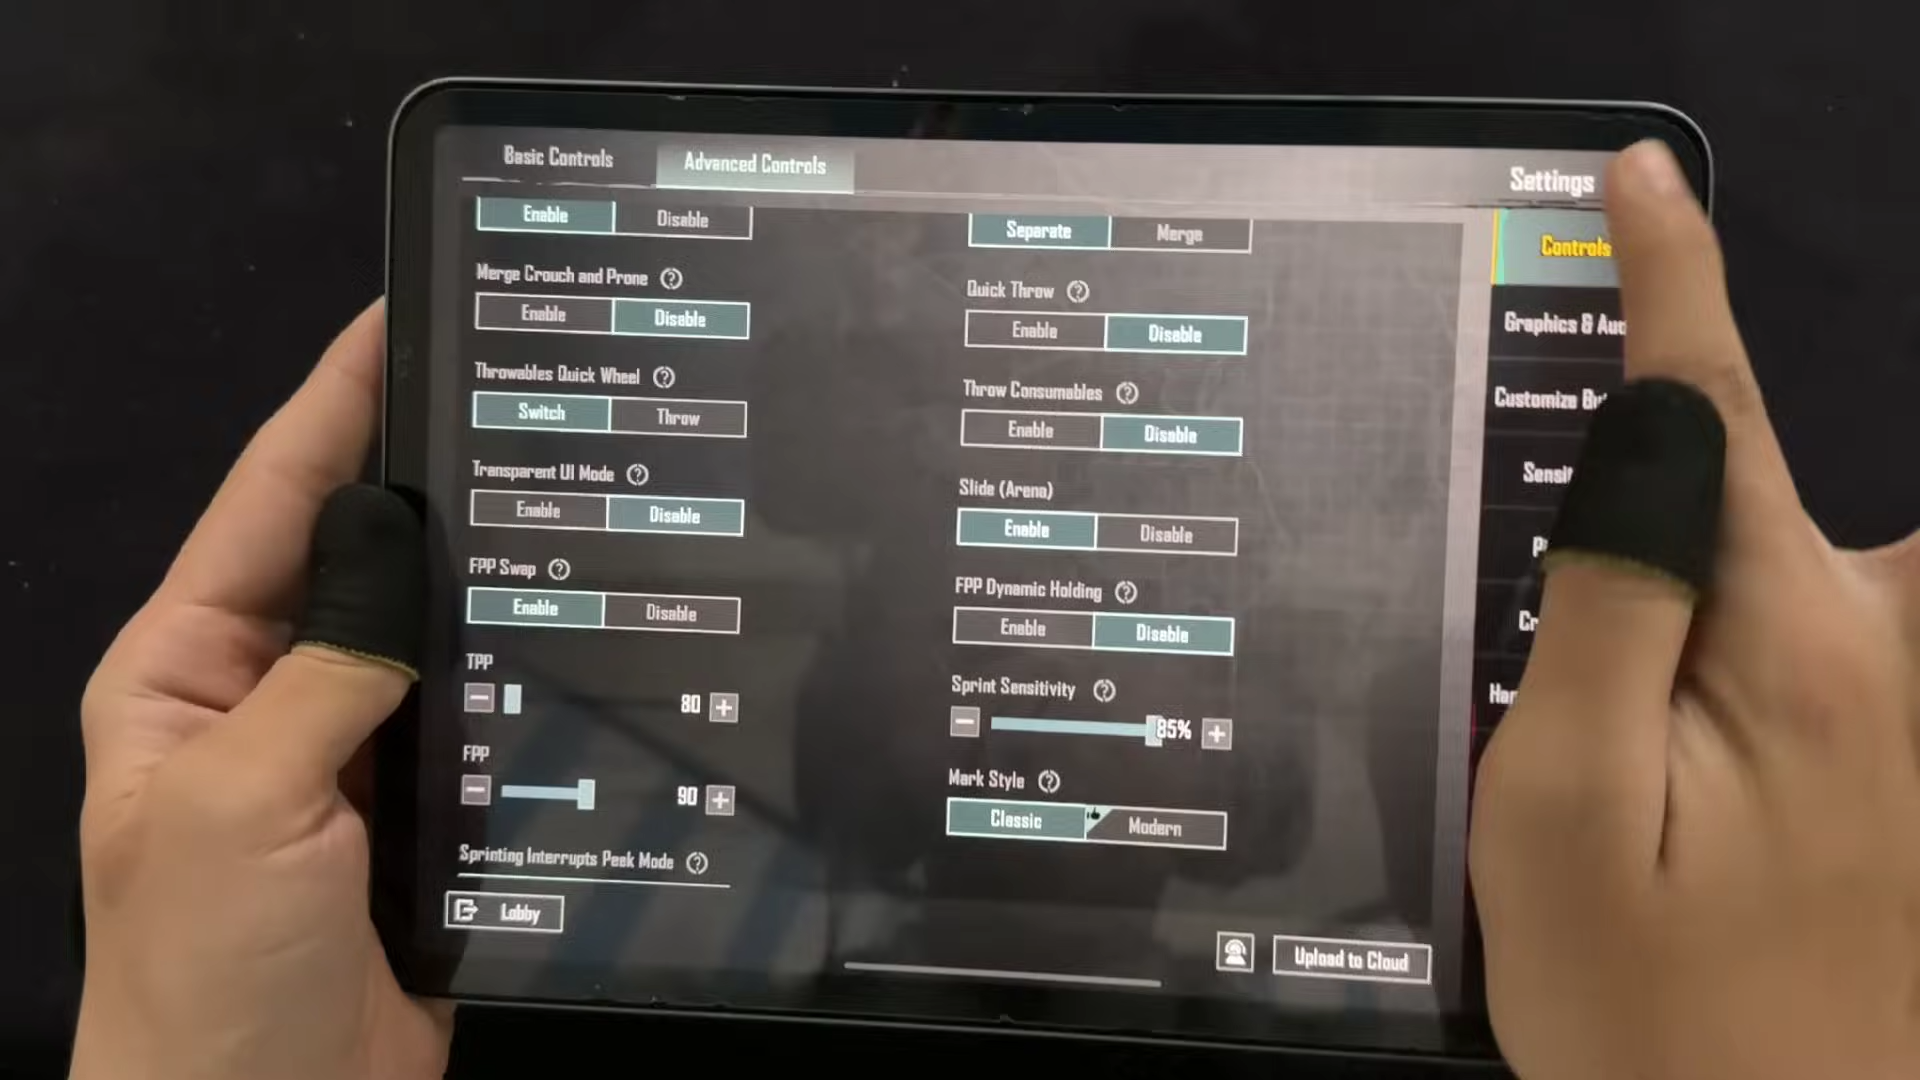 Basic Controls
Advanced Controls
Settings
Enable
Disable
Merge Crouch and Prone
Enable
Disable
Throwables Quick Wheel
Switch
Throw
Transparent UI Mode
Enable
Disable
FPP Swap
Enable
Disable
TPP
80
FPP
90
Sprinting Interrupts Peek Mode
Lobby
Separate
Merge
Quick Throw
Enable
Disable
Throw Consumables
Enable
Disable
Slide (Arena)
Enable
Disable
FPP Dynamic Holding
Enable
Disable
Sprint Sensitivity
85%
Mark Style
Classic
Modern
Upload to Cloud
Controls
Graphics &
Customize